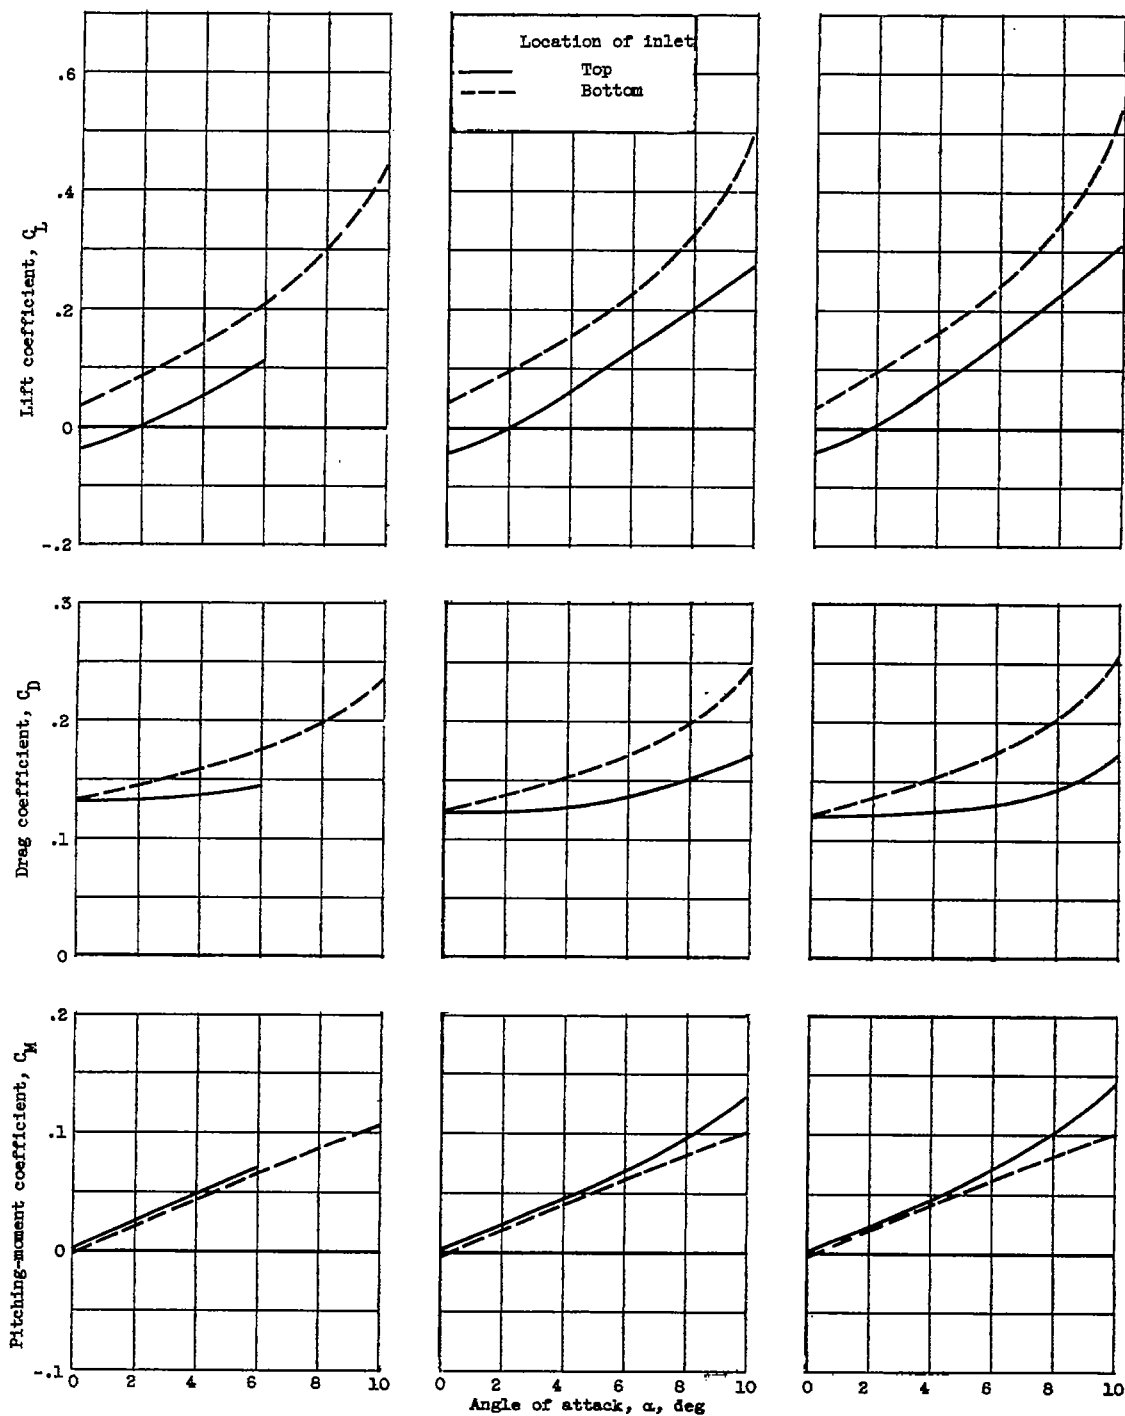 Location of inlet
Top
Bottom
.6
.4
.2
0
-.2
Lift coefficient, C_L
.3
.2
.1
0
Drag coefficient, C_D
.2
.1
0
-.1
Pitching-moment coefficient, C_M
0 2 4 6 8 10 0 2 4 6 8 10 0 2 4 6 8 10
Angle of attack, α, deg